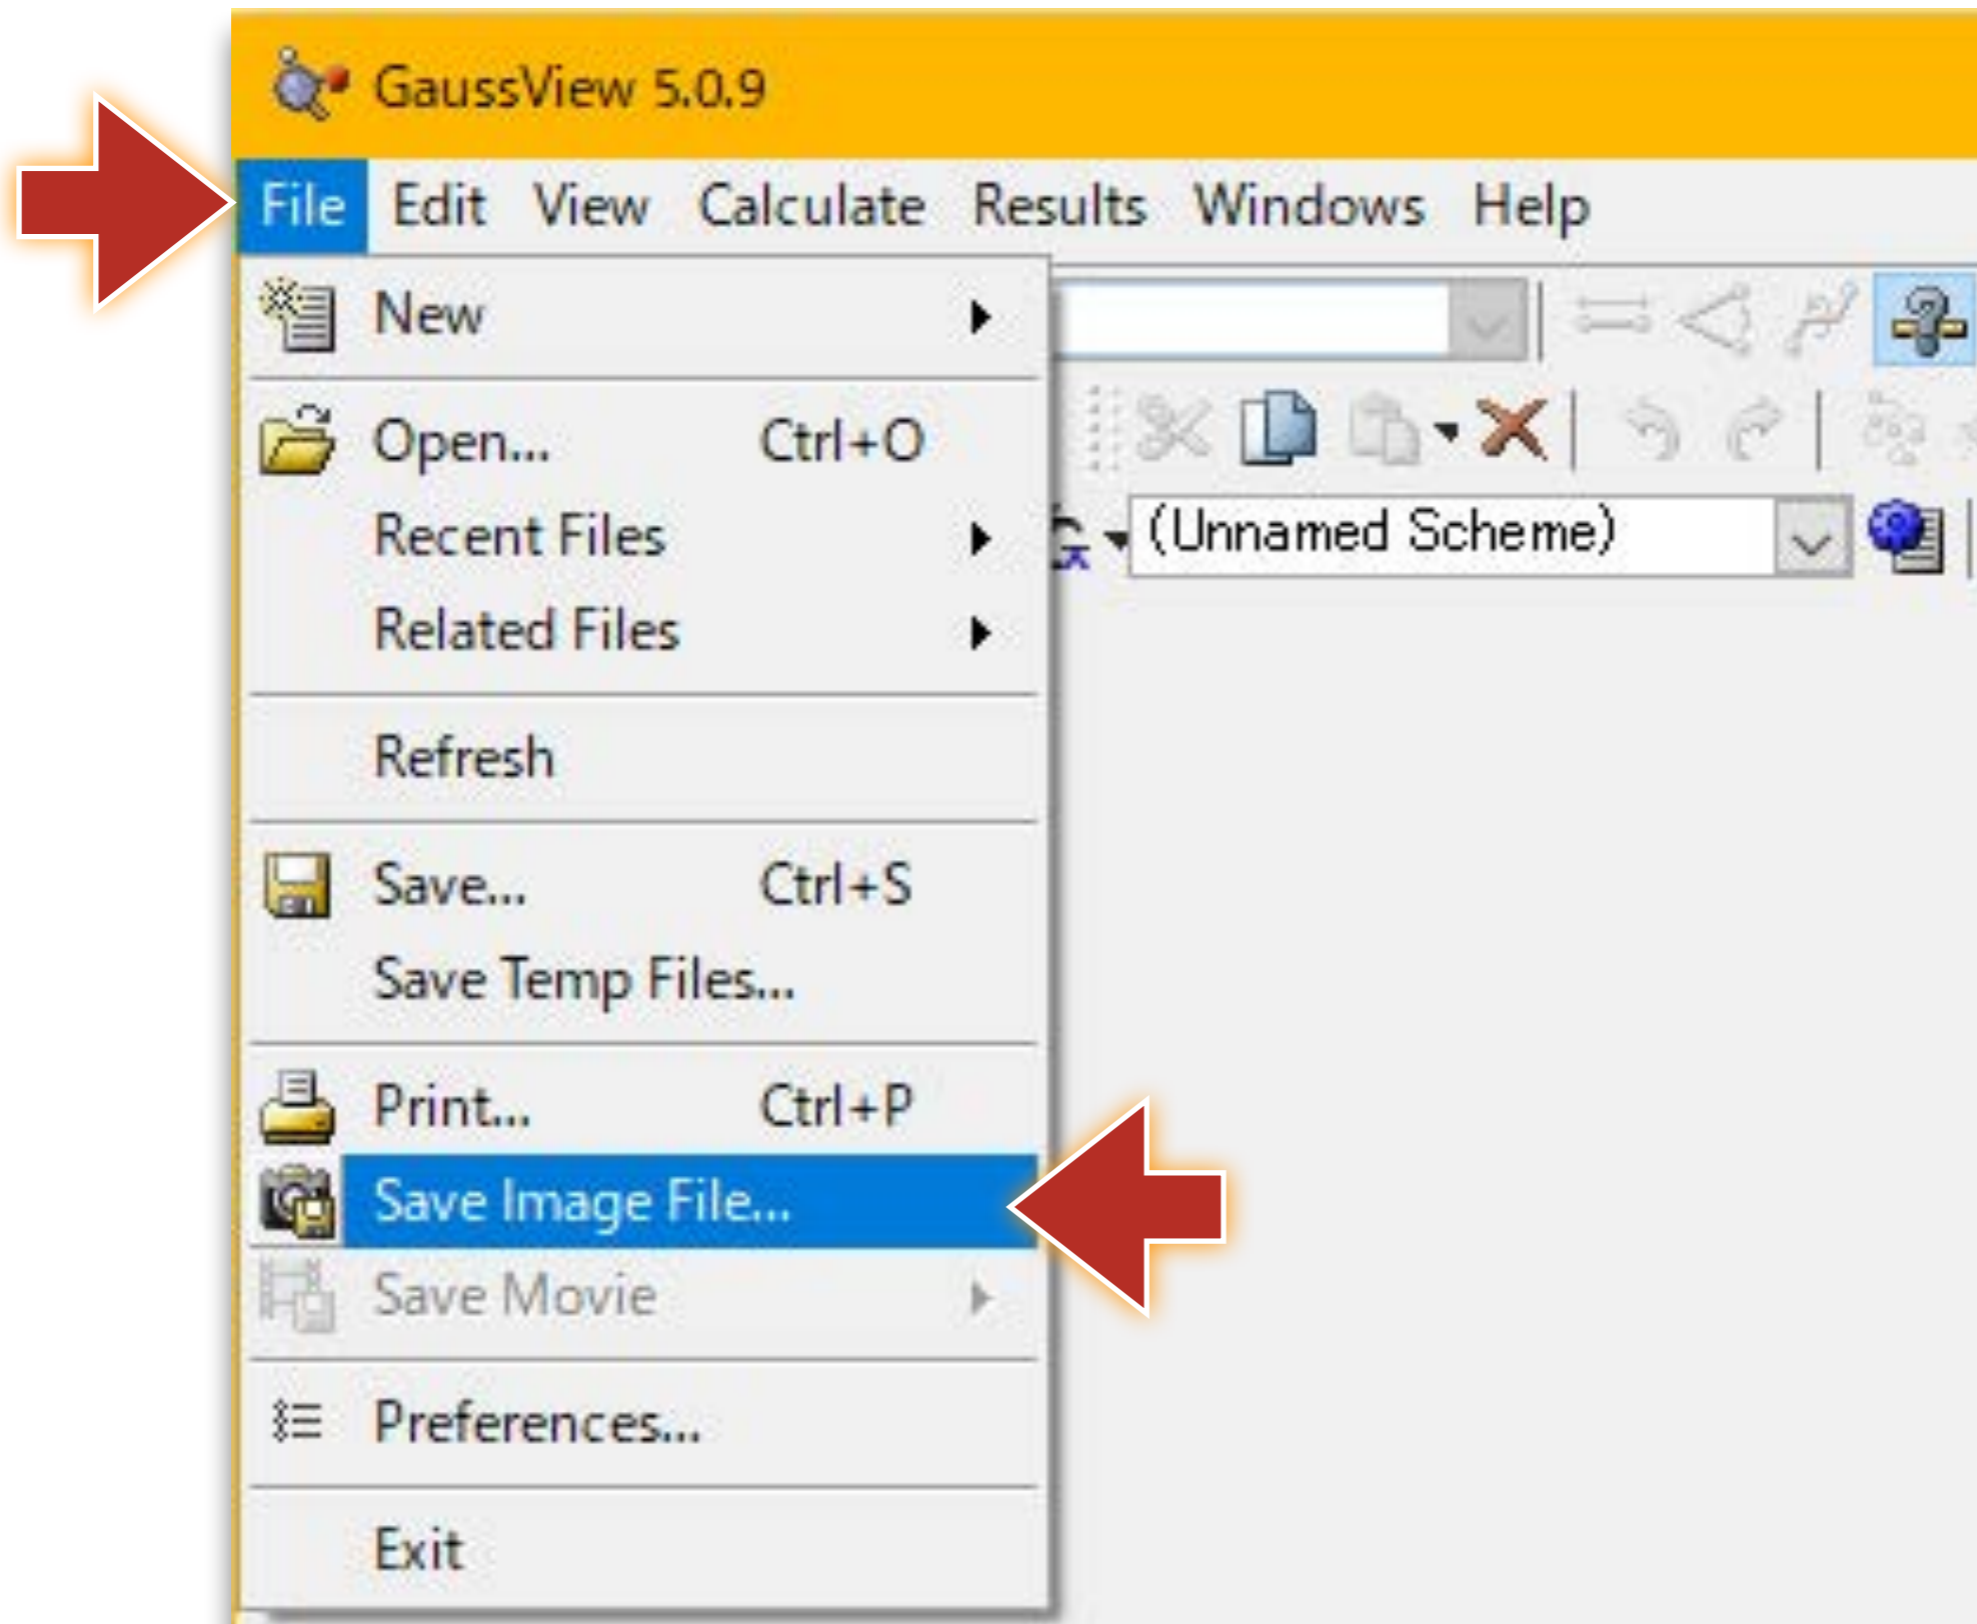 GaussView 5.0.9
File Edit View Calculate Results Windows Help
New
Open... Ctrl+O
Recent Files
(Unnamed Scheme)
Related Files
Refresh
Save... Ctrl+S
Save Temp Files...
Print... Ctrl+P
Save Image File...
Save Movie
Preferences...
Exit